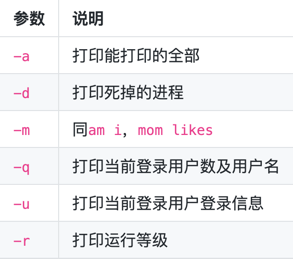 参数 说明
-a 打印能打印的全部
-d 打印死掉的进程
-m 同am i, mom likes
-q 打印当前登录用户数及用户名
-u 打印当前登录用户登录信息
-r 打印运行等级